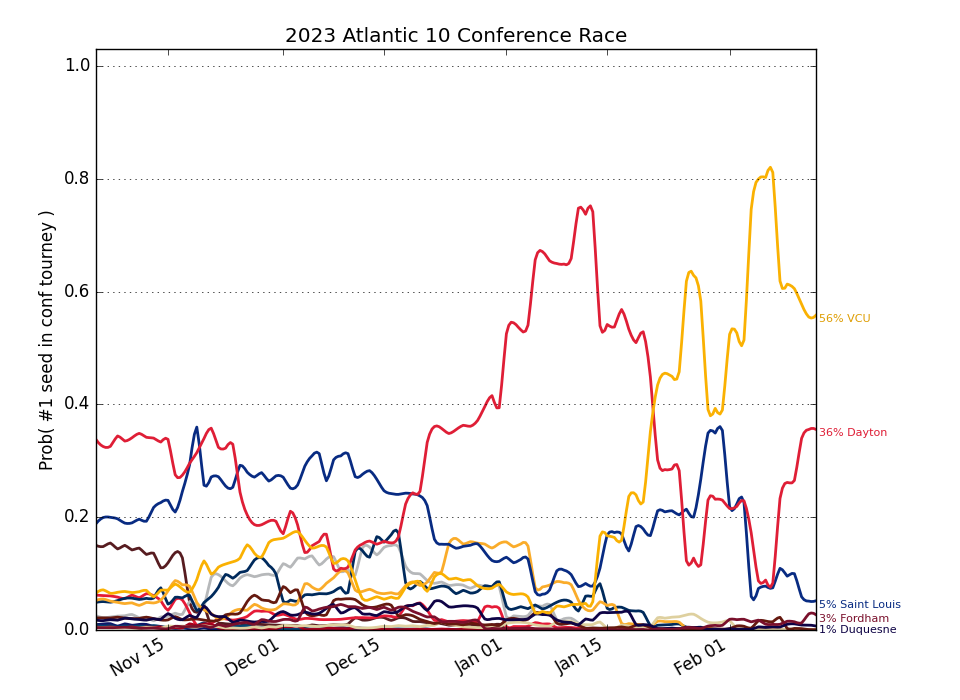 2023 Atlantic 10 Conference Race
Prob( #1 seed in conf tourney )
1.0
0.8
0.6
0.4
0.2
0.0
56% VCU
36% Dayton
5% Saint Louis
3% Fordham
1% Duquesne
Nov 15
Dec 01
Dec 15
Jan 01
Jan 15
Feb 01